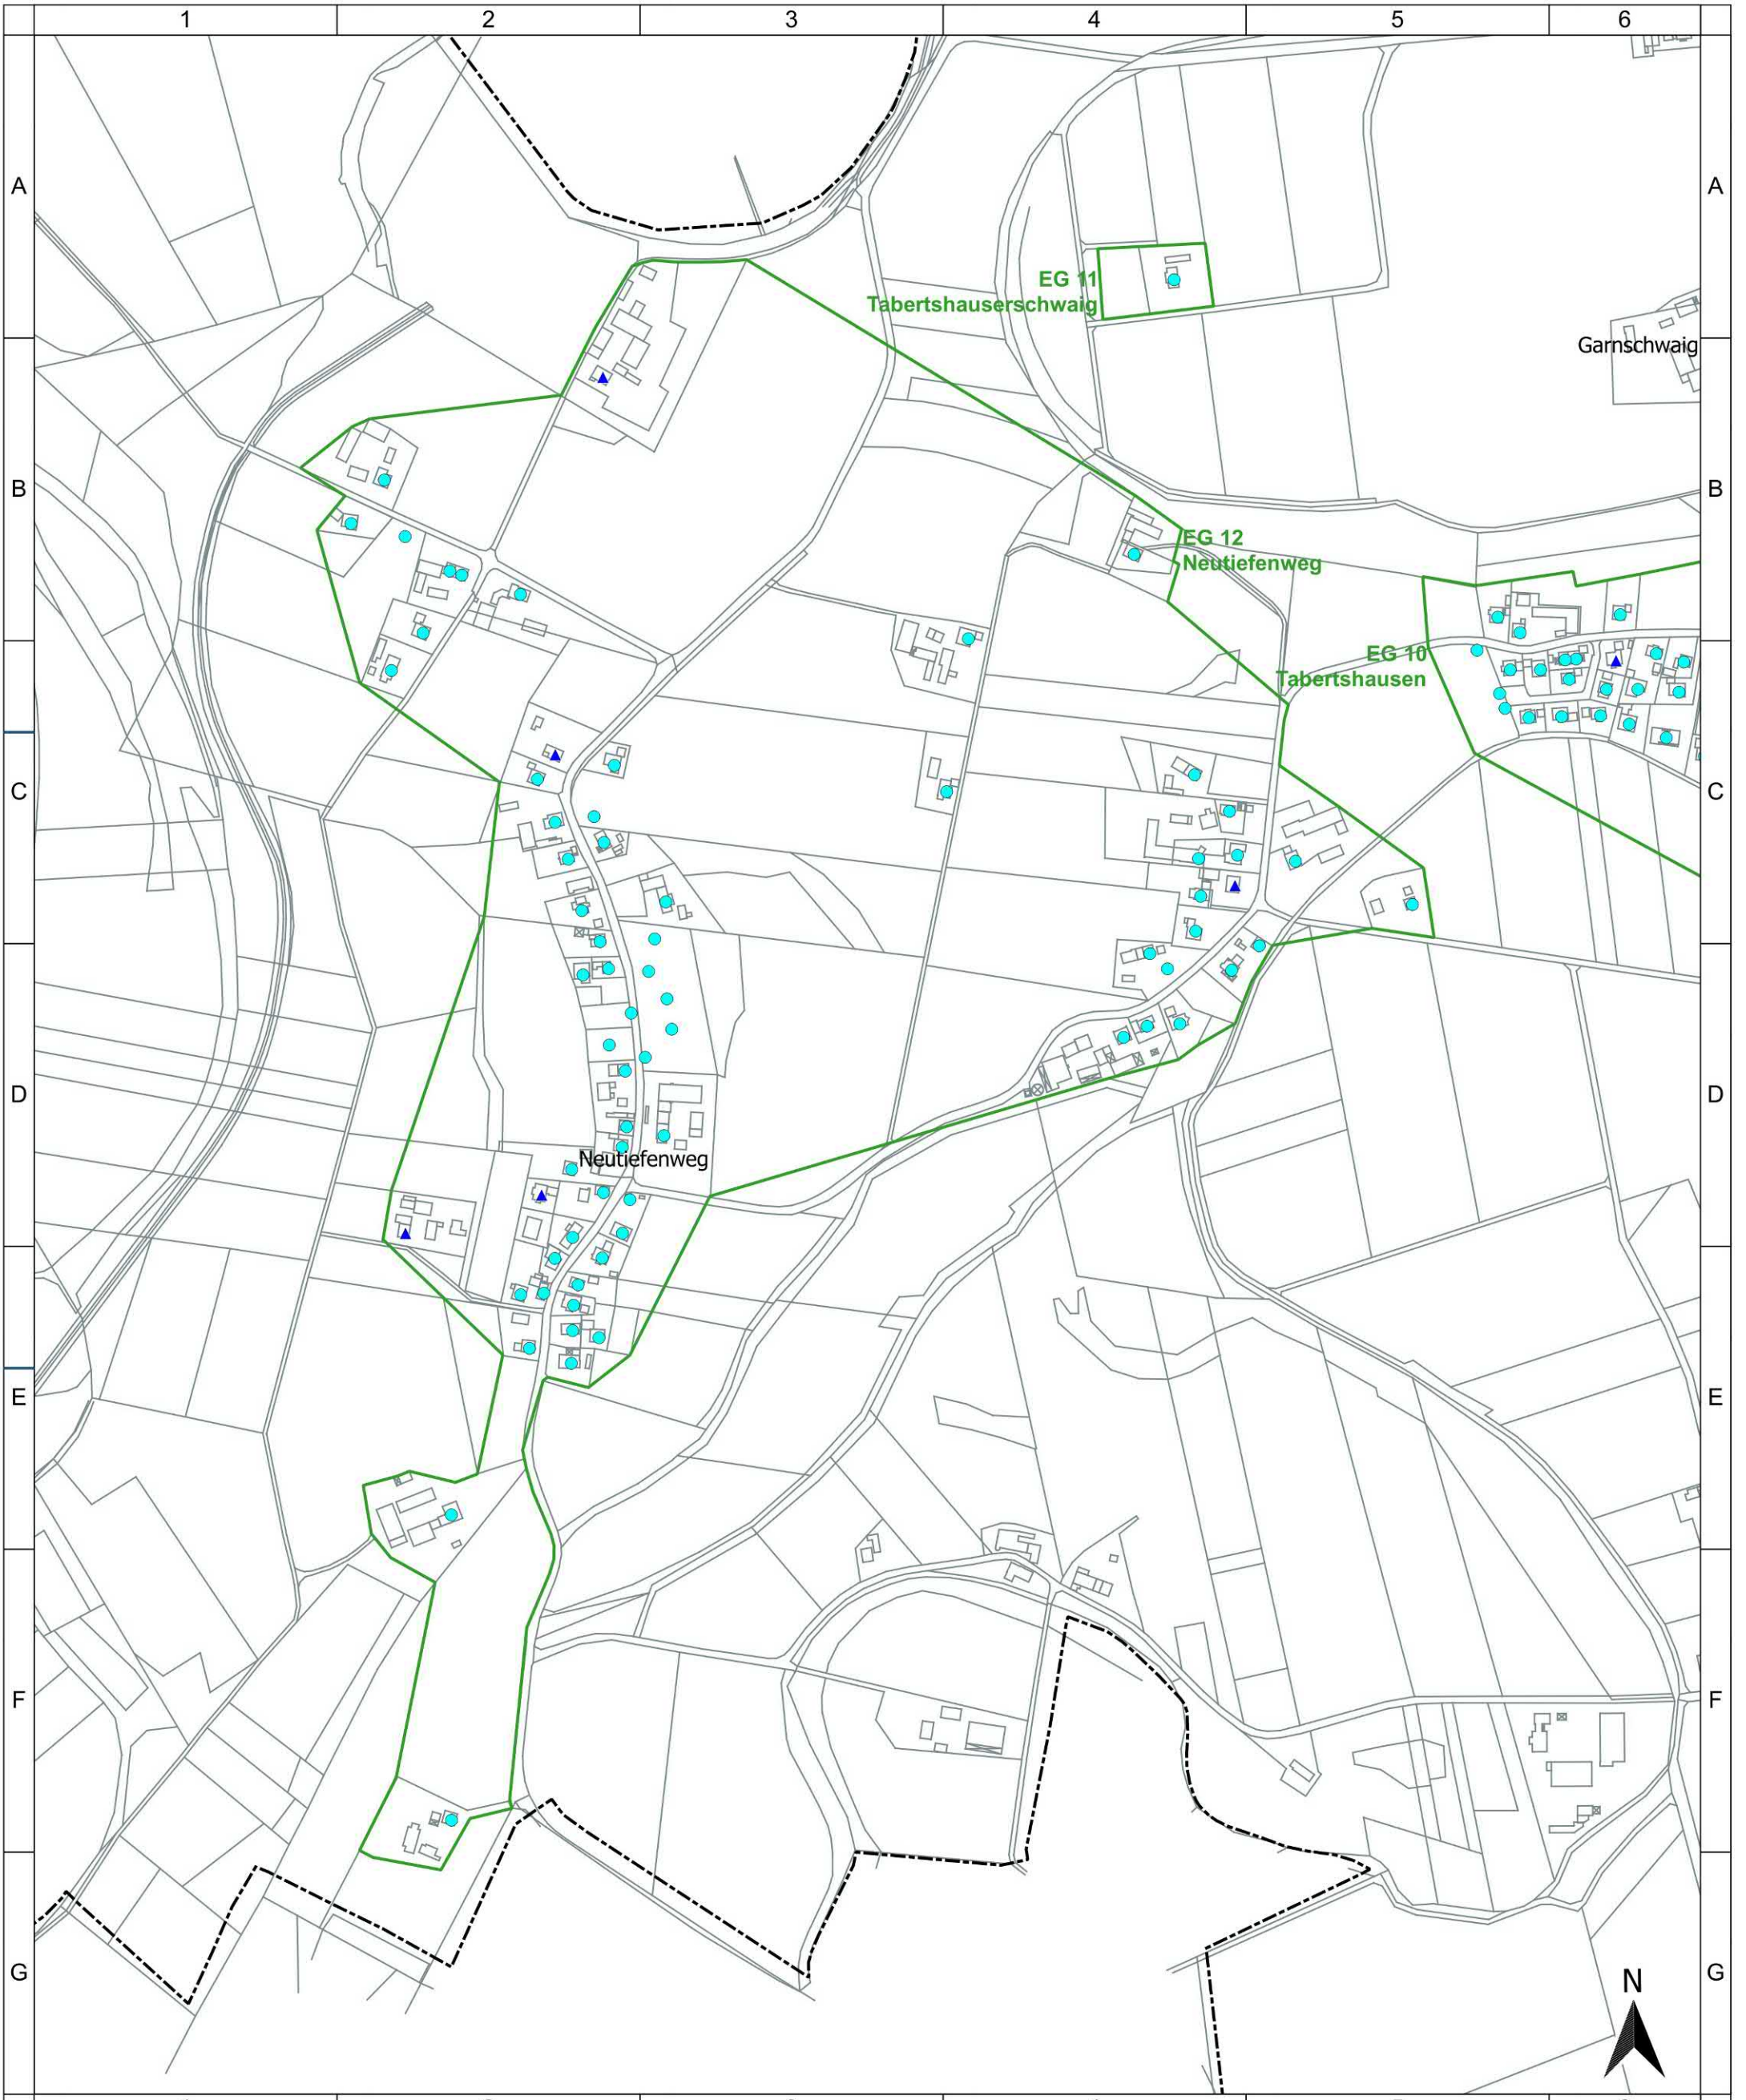 1 2 3 4 5 6
A A
EG 11
Tabertshauserschwaig
Garnschwaig
B B
EG 12
Neutiefenweg
EG 10
Tabertshausen
C C
D D
Neutiefenweg
E E
F F
G G
N